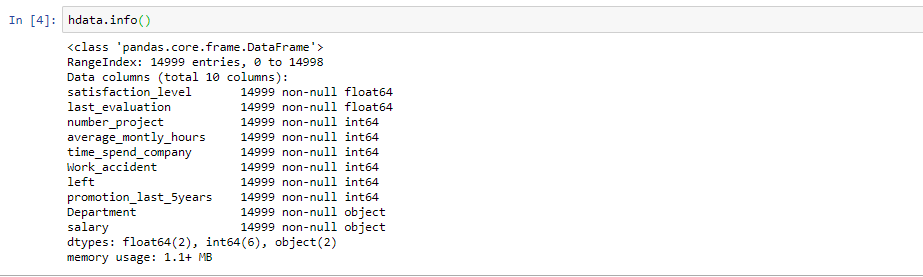 In [4]: hdata.info()
<class 'pandas.core.frame.DataFrame'>
RangeIndex: 14999 entries, 0 to 14998
Data columns (total 10 columns):
satisfaction_level       14999 non-null float64
last_evaluation          14999 non-null float64
number_project           14999 non-null int64
average_montly_hours     14999 non-null int64
time_spend_company       14999 non-null int64
Work_accident            14999 non-null int64
left                     14999 non-null int64
promotion_last_5years    14999 non-null int64
Department               14999 non-null object
salary                   14999 non-null object
dtypes: float64(2), int64(6), object(2)
memory usage: 1.1+ MB